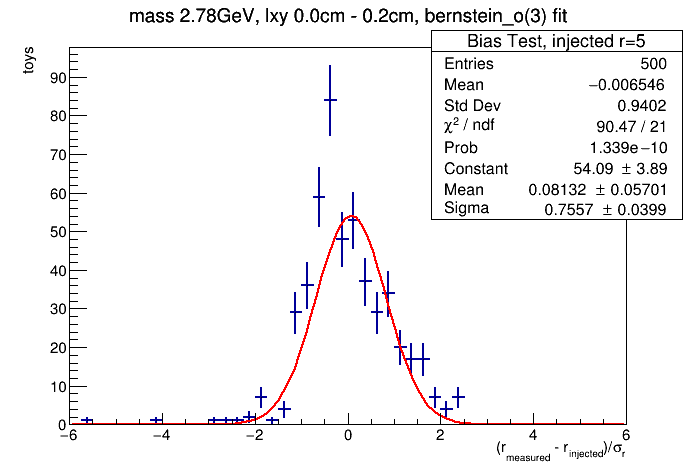 mass 2.78GeV, lxy 0.0cm - 0.2cm, bernstein_o(3) fit
toys
Bias Test, injected r=5
Entries 500
Mean −0.006546
Std Dev 0.9402
χ² / ndf 90.47 / 21
Prob 1.339e−10
Constant 54.09 ± 3.89
Mean 0.08132 ± 0.05701
Sigma 0.7557 ± 0.0399
90
80
70
60
50
40
30
20
10
0
−6 −4 −2 0 2 4 6
(r_measured - r_injected)/σ_r